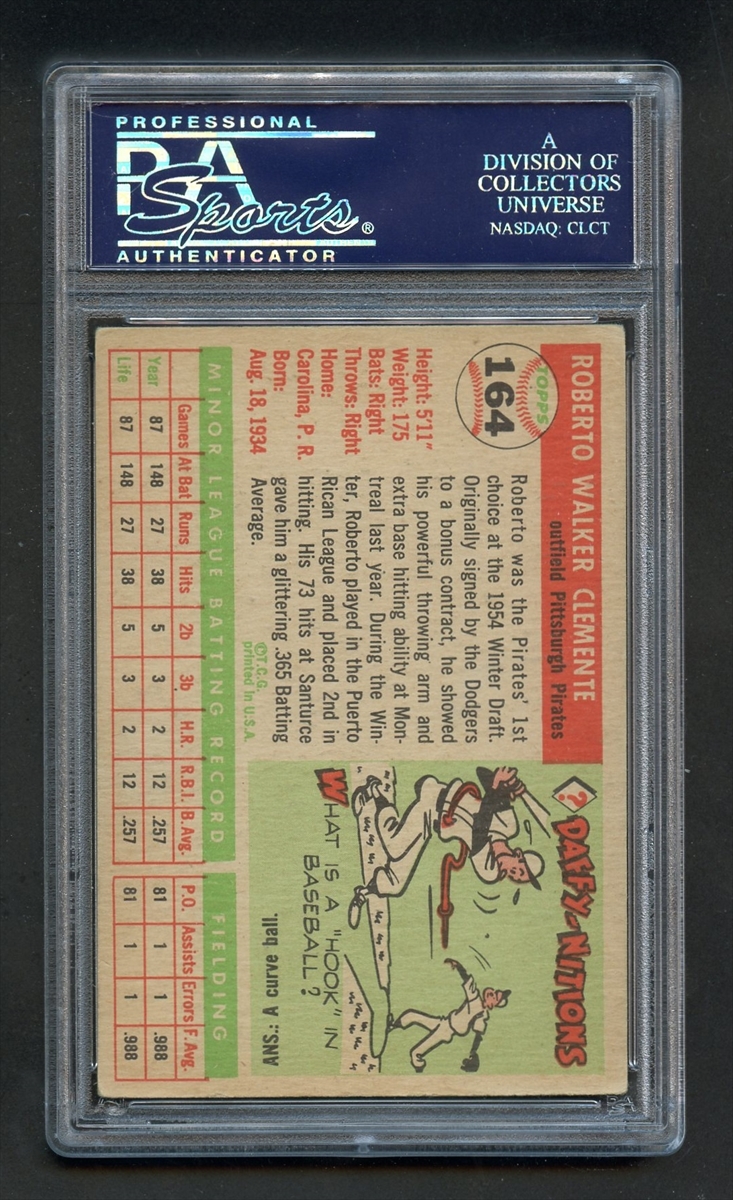 PROFESSIONAL
PSA
Sports®
AUTHENTICATOR
A
DIVISION OF
COLLECTORS
UNIVERSE
NASDAQ: CLCT
TOPPS
164
ROBERTO WALKER CLEMENTE
outfield Pittsburgh Pirates
Height: 5'11"
Weight: 175
Bats: Right
Throws: Right
Home:
Carolina, P. R.
Born:
Aug. 18, 1934
Roberto was the Pirates' 1st
choice at the 1954 Winter Draft.
Originally signed by the Dodgers
to a bonus contract, he showed
his powerful throwing arm and
extra base hitting ability at Mon-
treal last year. During the Win-
ter, Roberto played in the Puerto
Rican League and placed 2nd in
hitting. His 73 hits at Santurce
gave him a glittering .365 Batting
Average.
©T.C.G.
printed in U.S.A.
? DAFFY-NITIONS
WHAT IS A "HOOK" IN
BASEBALL?
ANS.: A curve ball.
MINOR LEAGUE BATTING RECORD FIELDING
Games At Bat Runs Hits 2b 3b H.R. R.B.I. B.Avg. P.O. Assists Errors F.Avg.
Year 87 148 27 38 5 3 2 12 .257 81 1 1 .988
Life 87 148 27 38 5 3 2 12 .257 81 1 1 .988